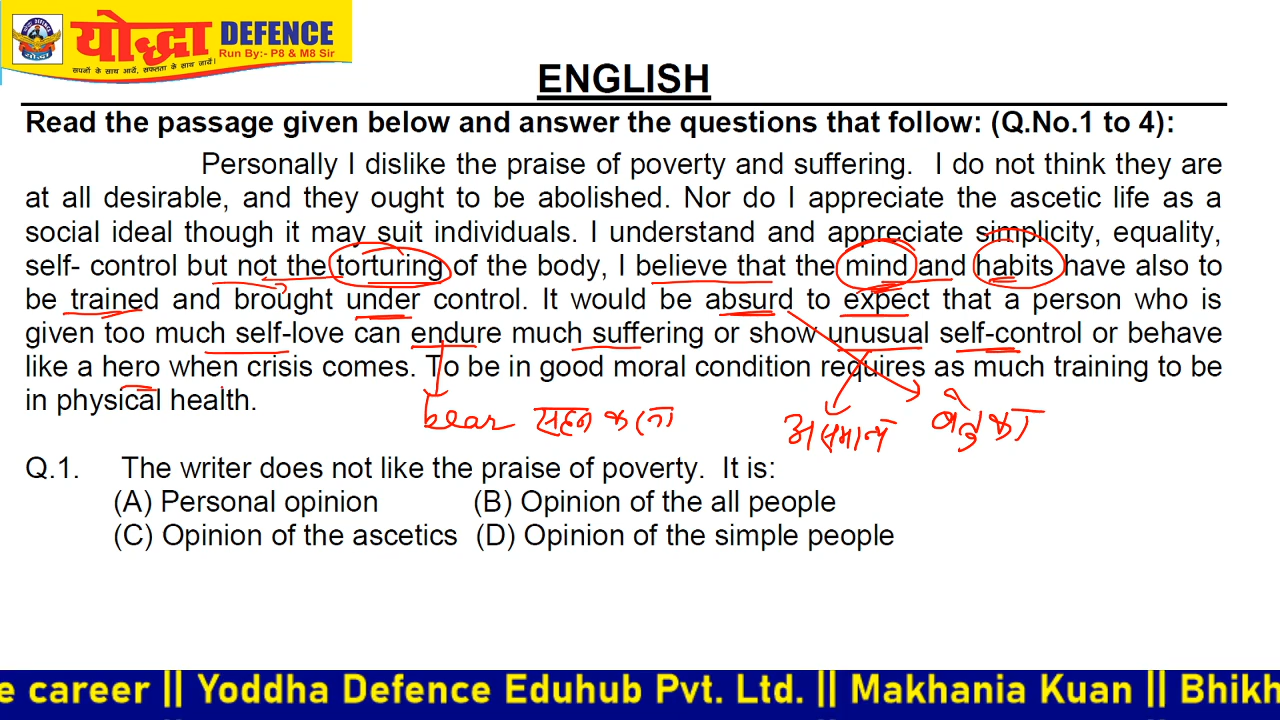 योद्धा DEFENCE
Run By:- P8 & M8 Sir
सपनों के साथ आयें, सफलता के साथ जायें।
ENGLISH
Read the passage given below and answer the questions that follow: (Q.No.1 to 4):
Personally I dislike the praise of poverty and suffering. I do not think they are
at all desirable, and they ought to be abolished. Nor do I appreciate the ascetic life as a
social ideal though it may suit individuals. I understand and appreciate simplicity, equality,
self- control but not the torturing of the body, I believe that the mind and habits have also to
be trained and brought under control. It would be absurd to expect that a person who is
given too much self-love can endure much suffering or show unusual self-control or behave
like a hero when crisis comes. To be in good moral condition requires as much training to be
in physical health.
bear सहन करना असमान्य बेतुका
Q.1. The writer does not like the praise of poverty. It is:
(A) Personal opinion (B) Opinion of the all people
(C) Opinion of the ascetics (D) Opinion of the simple people
e career || Yoddha Defence Eduhub Pvt. Ltd. || Makhania Kuan || Bhikh